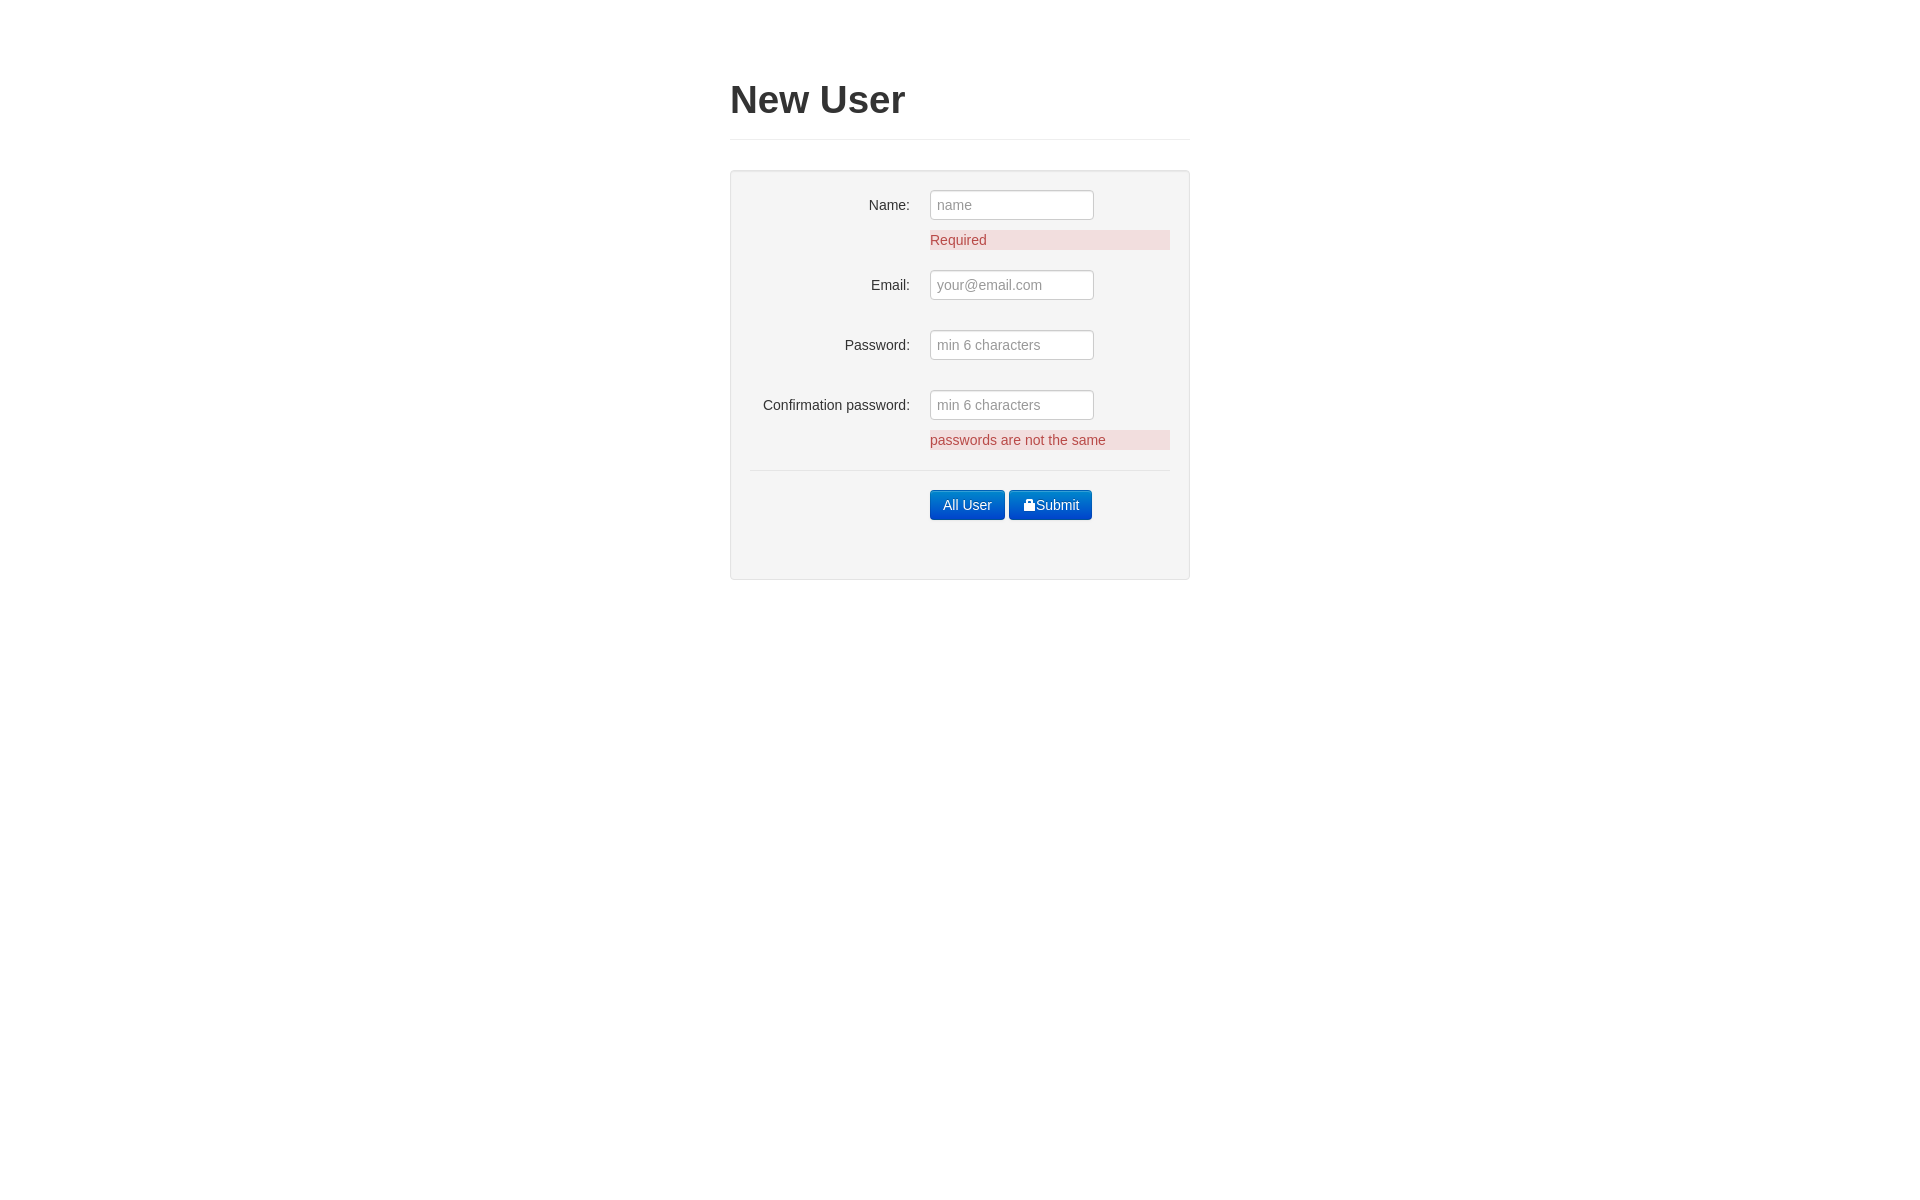 New User
Name: name
Required
Email: your@email.com
Password: min 6 characters
Confirmation password: min 6 characters
passwords are not the same
All User Submit